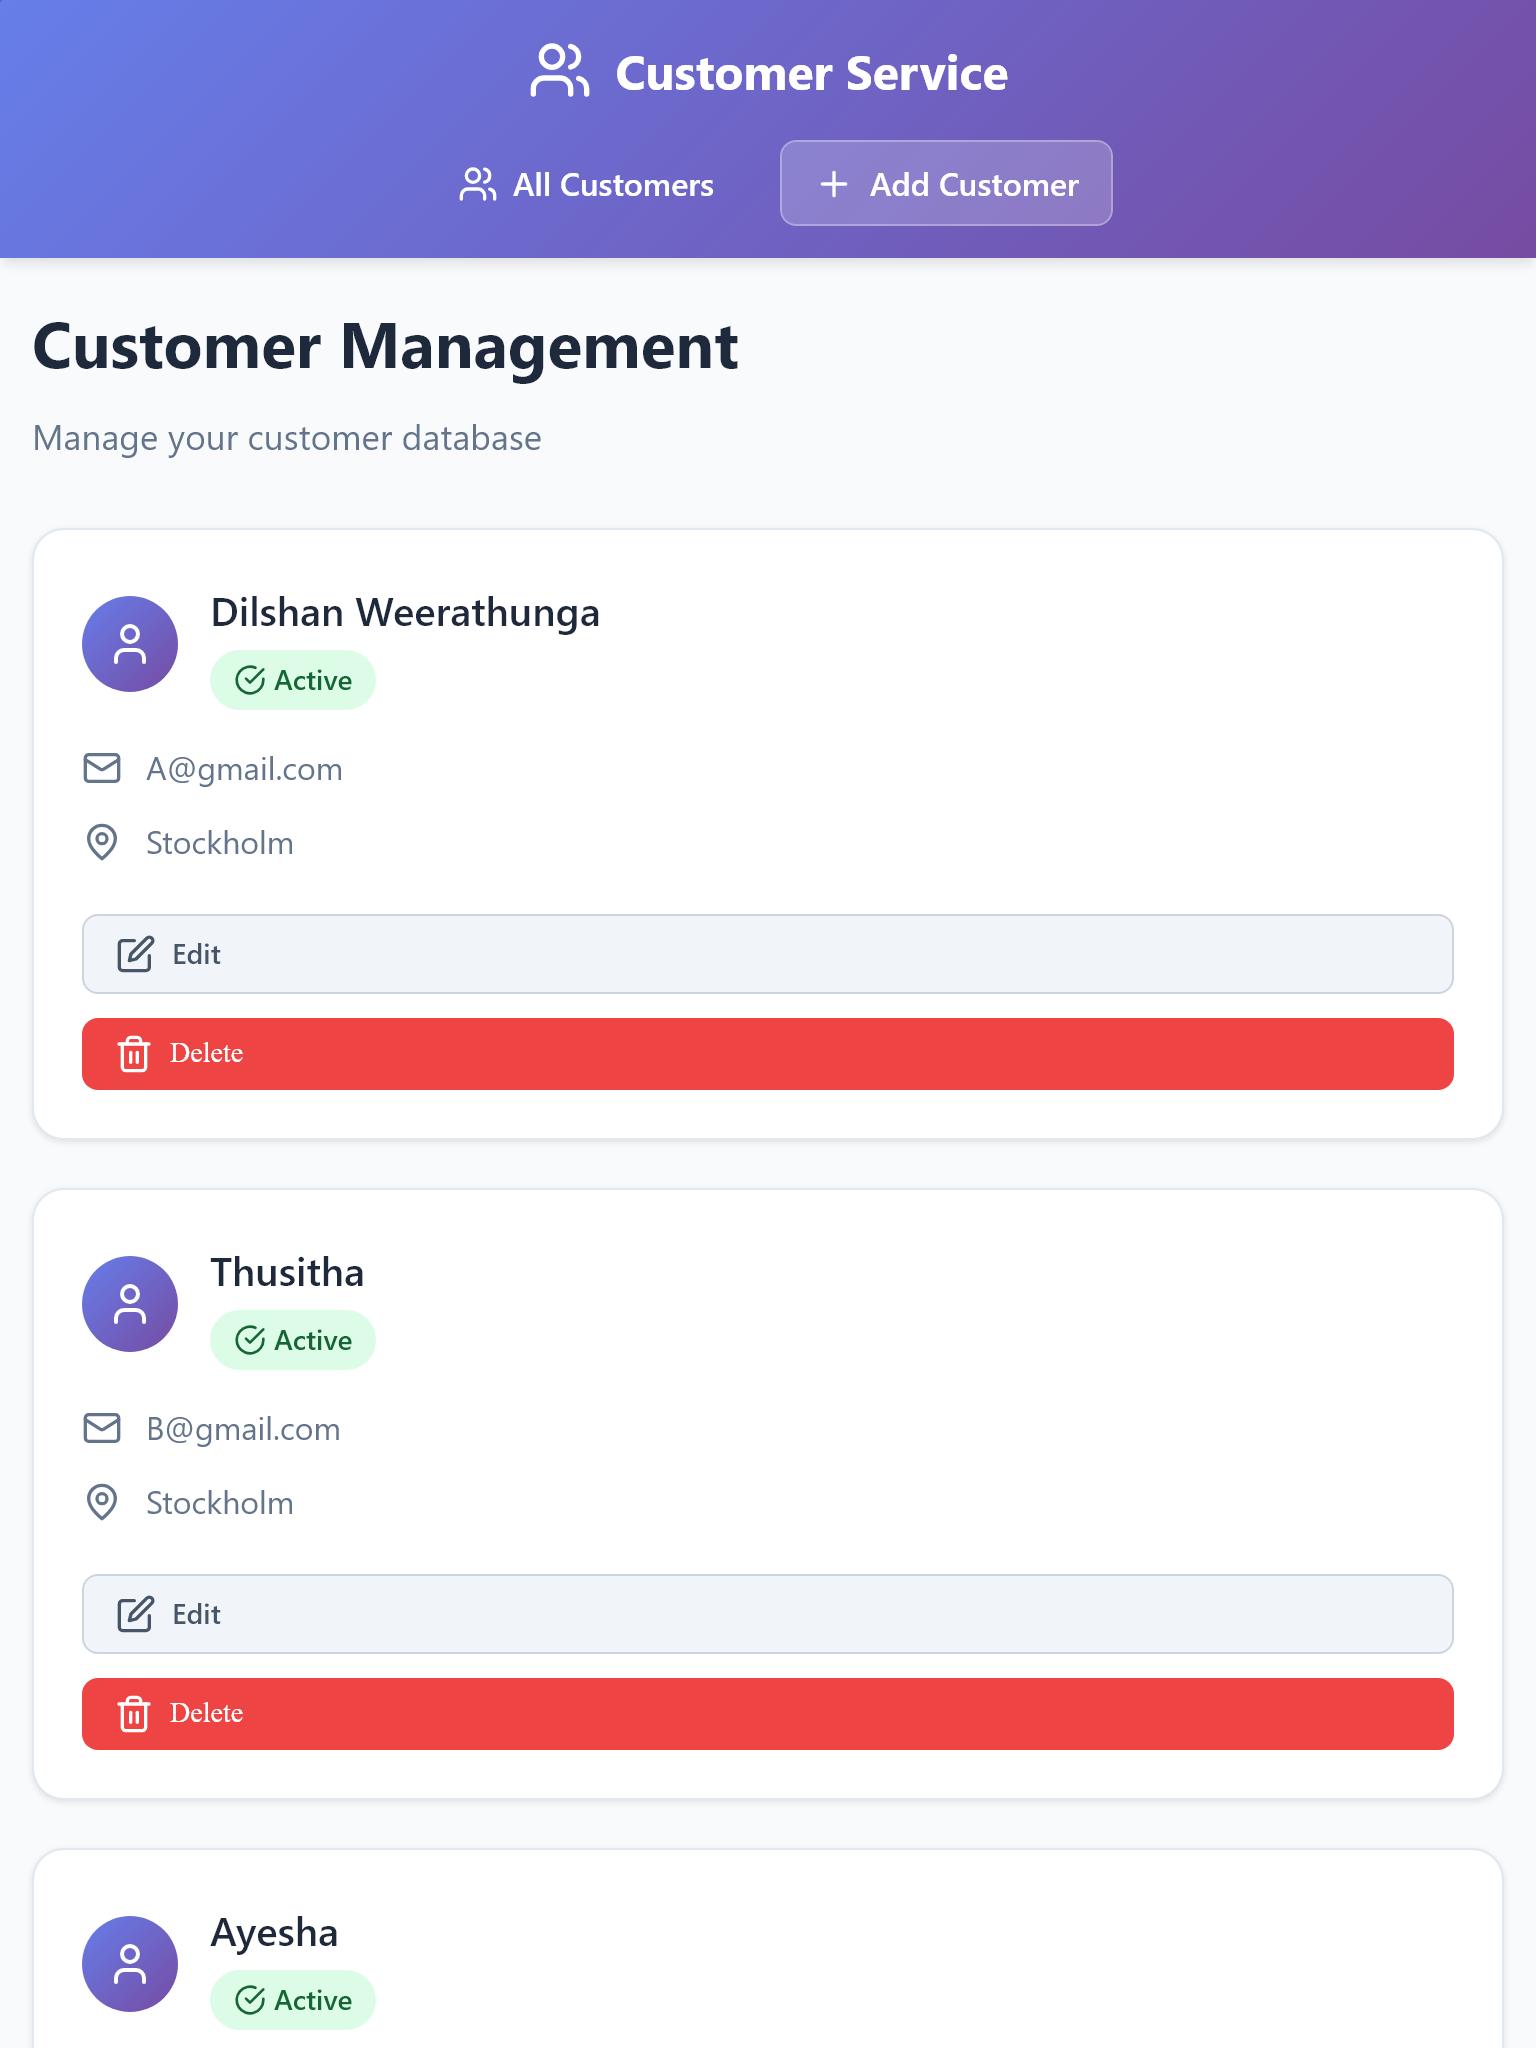 Customer Service
All Customers
Add Customer
Customer Management
Manage your customer database
Dilshan Weerathunga
Active
A@gmail.com
Stockholm
Edit
Delete
Thusitha
Active
B@gmail.com
Stockholm
Edit
Delete
Ayesha
Active